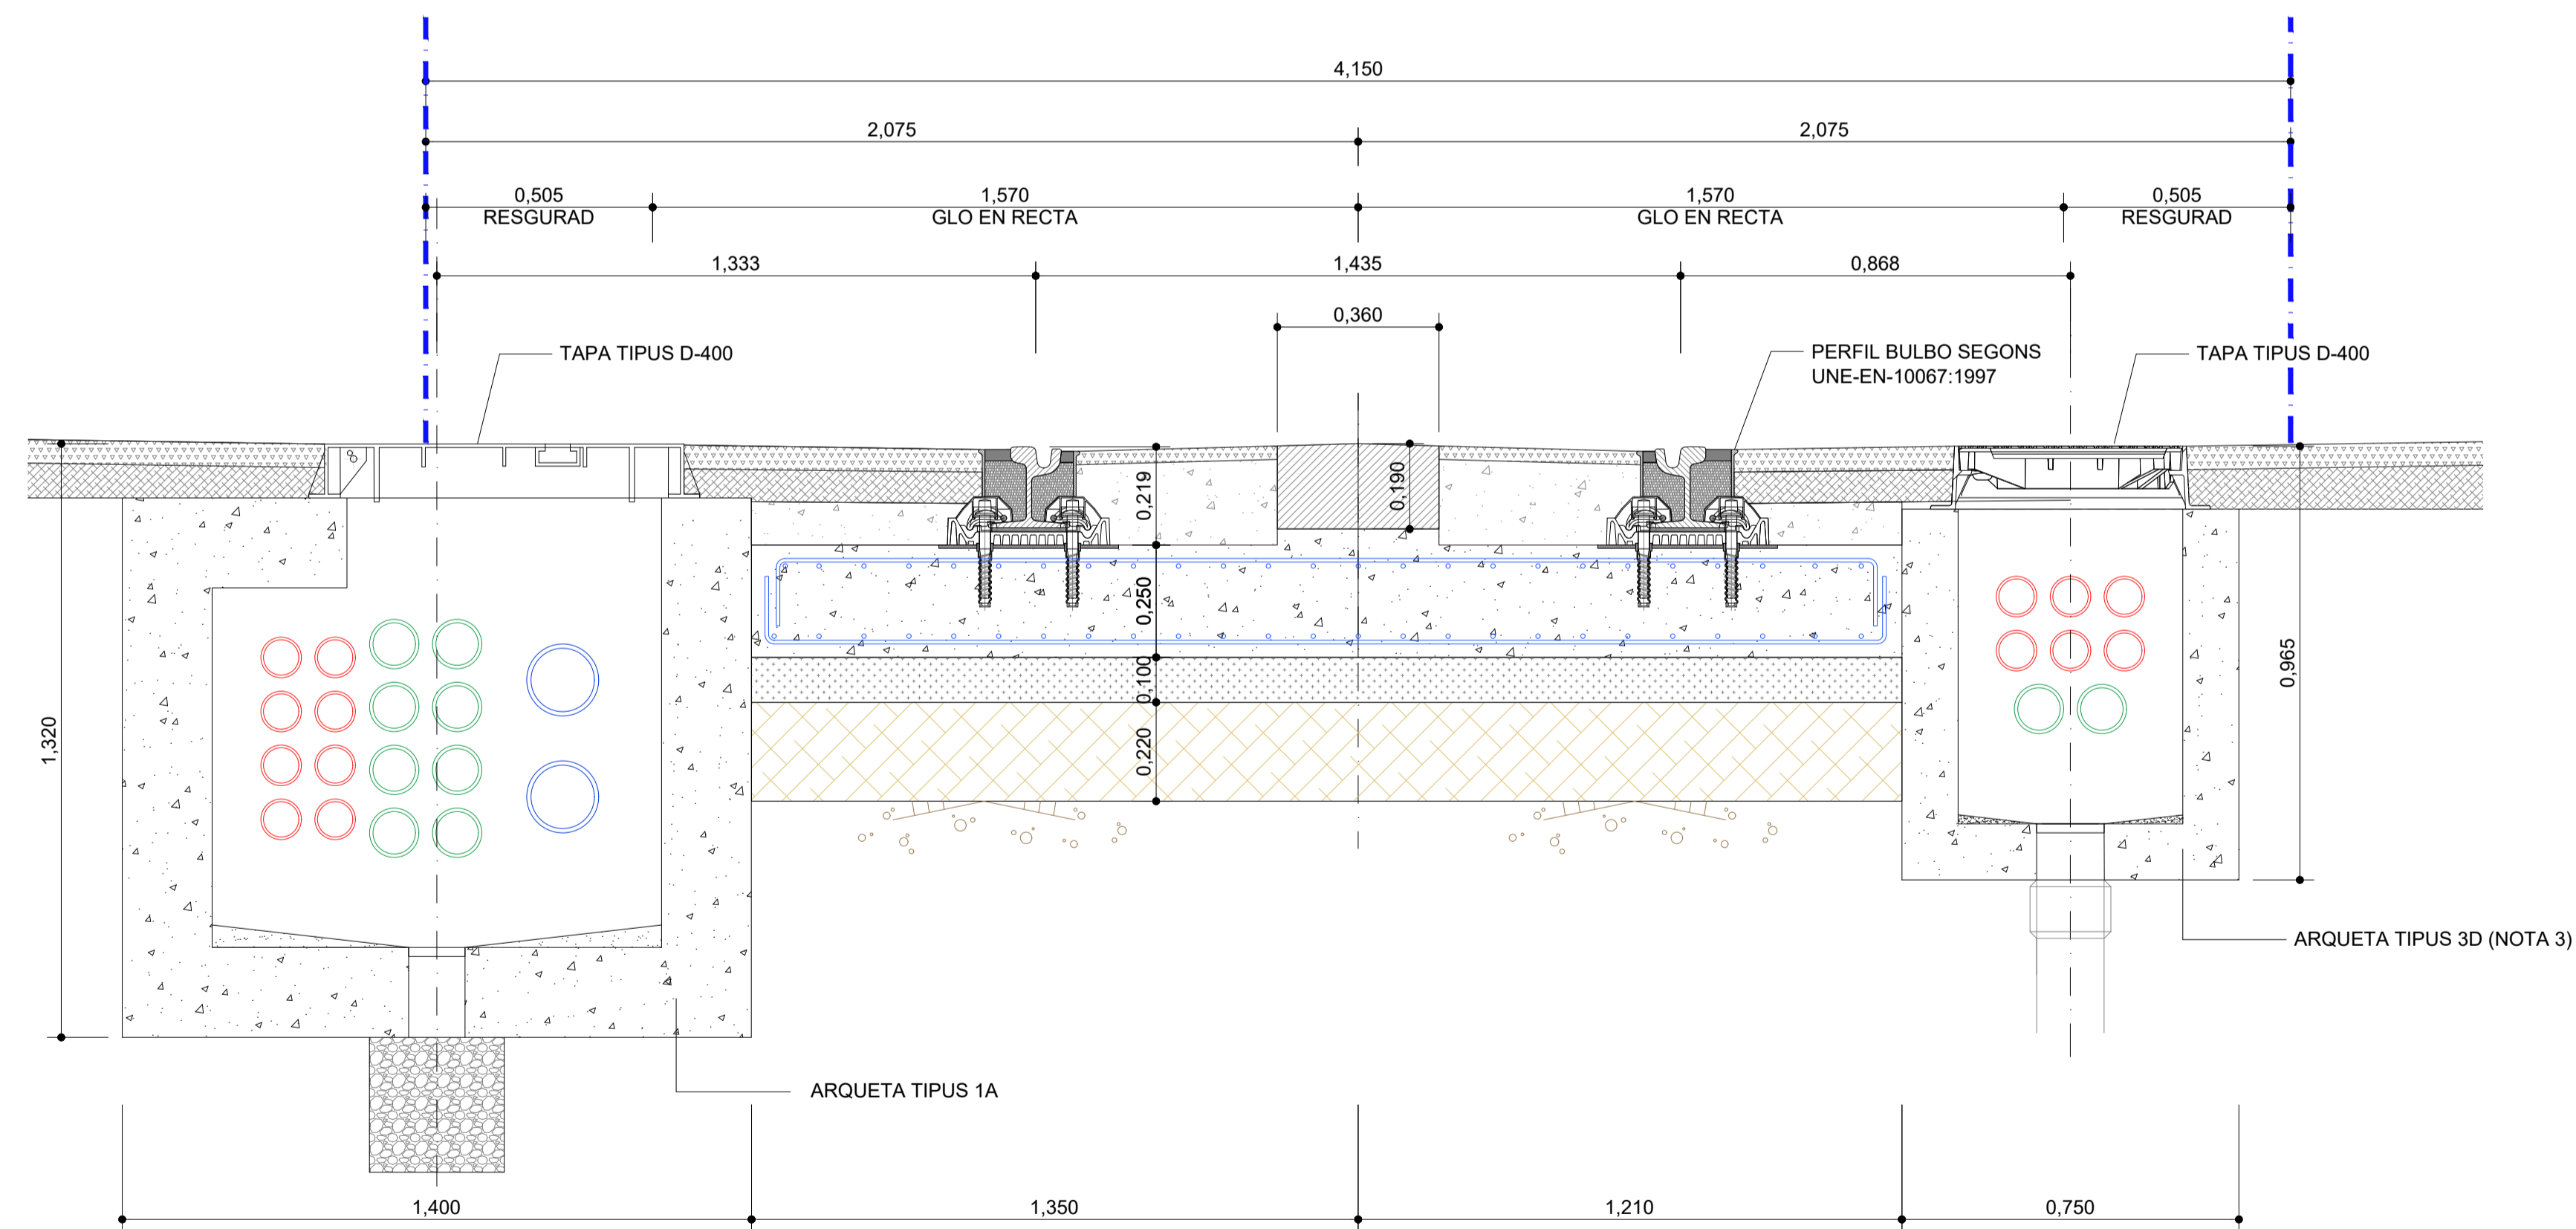 4,150
2,075
2,075
0,505
RESGURAD
1,570
GLO EN RECTA
1,570
GLO EN RECTA
0,505
RESGURAD
1,333
1,435
0,868
0,360
TAPA TIPUS D-400
PERFIL BULBO SEGONS
UNE-EN-10067:1997
TAPA TIPUS D-400
0,219
0,190
0,250
0,100
0,220
1,320
0,965
ARQUETA TIPUS 3D (NOTA 3)
ARQUETA TIPUS 1A
1,400
1,350
1,210
0,750